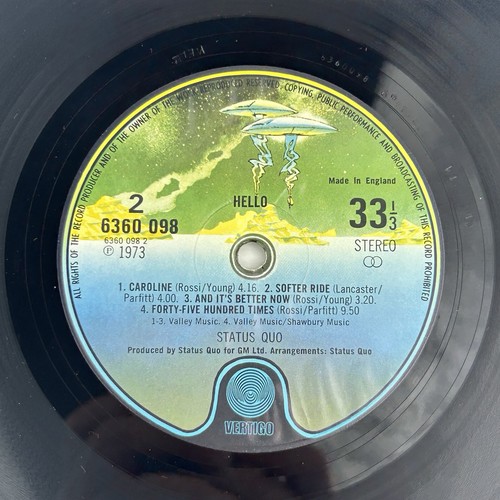 ALL RIGHTS OF THE RECORD PRODUCER AND OF THE OWNER OF THE WORK REPRODUCED RESERVED. COPYING, PUBLIC PERFORMANCE AND BROADCASTING OF THIS RECORD PROHIBITED
Made in England
2
HELLO
33 1/3
6360 098
6360 098 2
STEREO
Ⓟ 1973
1. CAROLINE (Rossi/Young) 4.16. 2. SOFTER RIDE (Lancaster/
Parfitt) 4.00. 3. AND IT'S BETTER NOW (Rossi/Young) 3.20.
4. FORTY-FIVE HUNDRED TIMES (Rossi/Parfitt) 9.50
1-3. Valley Music. 4. Valley Music/Shawbury Music
STATUS QUO
Produced by Status Quo for GM Ltd. Arrangements: Status Quo
VERTIGO